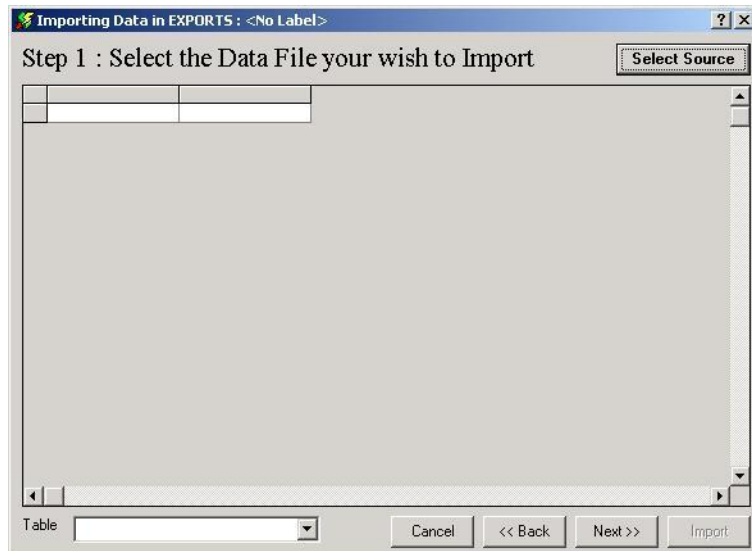 Importing Data in EXPORTS : <No Label>
Step 1 : Select the Data File your wish to Import
Select Source
Table
Cancel
<< Back
Next >>
Import